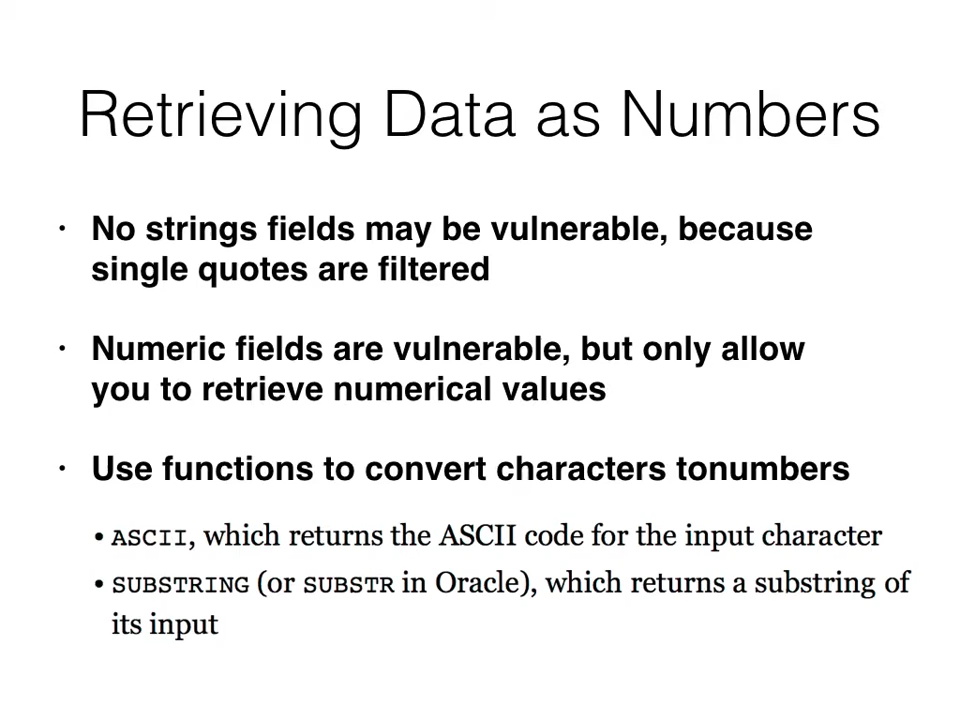 Retrieving Data as Numbers
• No strings fields may be vulnerable, because
single quotes are filtered
• Numeric fields are vulnerable, but only allow
you to retrieve numerical values
• Use functions to convert characters tonumbers
• ASCII, which returns the ASCII code for the input character
• SUBSTRING (or SUBSTR in Oracle), which returns a substring of
its input